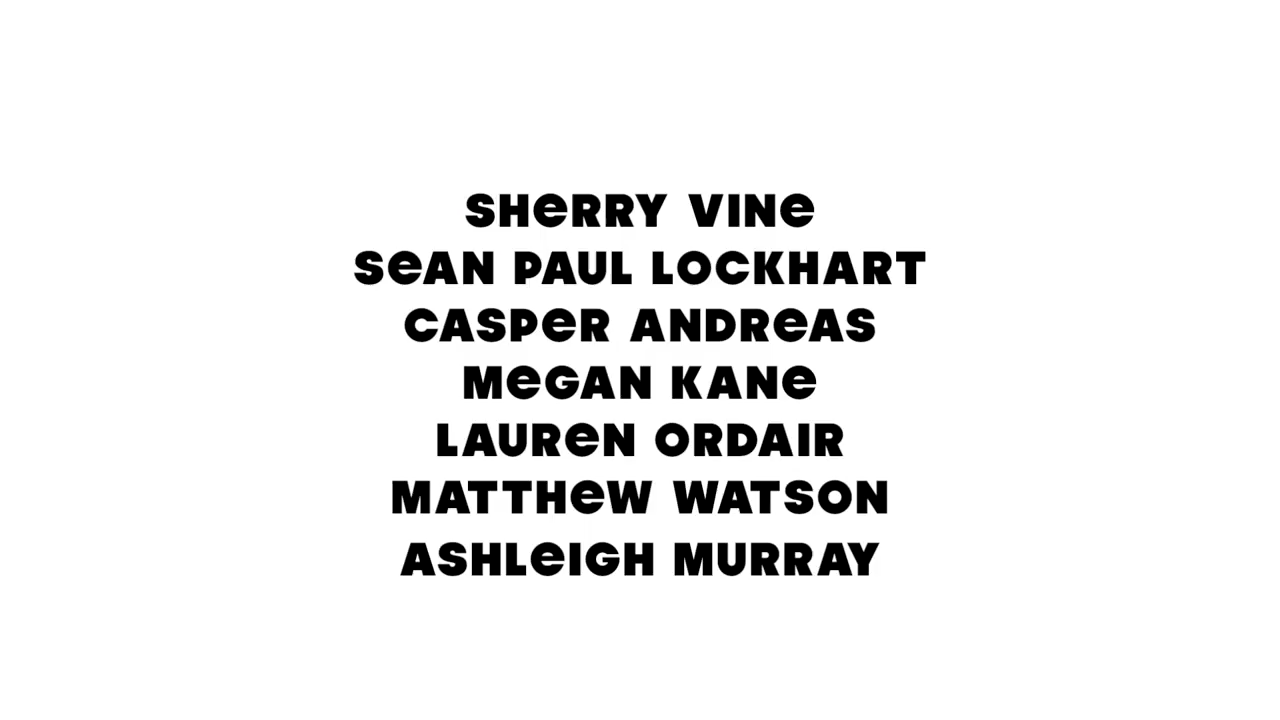 SHeRRY VINe
SeAN PAUL LOCKHART
CASPeR ANDReAS
MeGAN KANe
LAUReN ORDAIR
MATTHeW WATSON
ASHLeIGH MURRAY